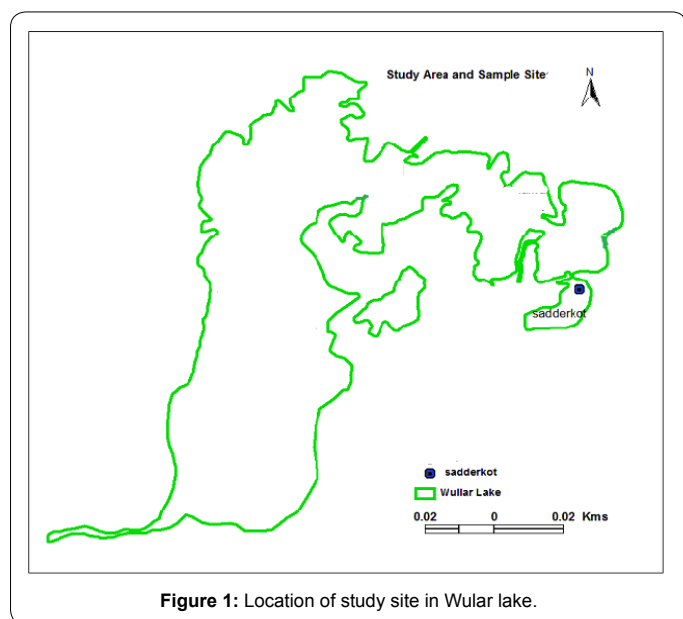 Study Area and Sample Site
N
sadderkot
sadderkot
Wullar Lake
0.02 0 0.02 Kms
Figure 1: Location of study site in Wular lake.